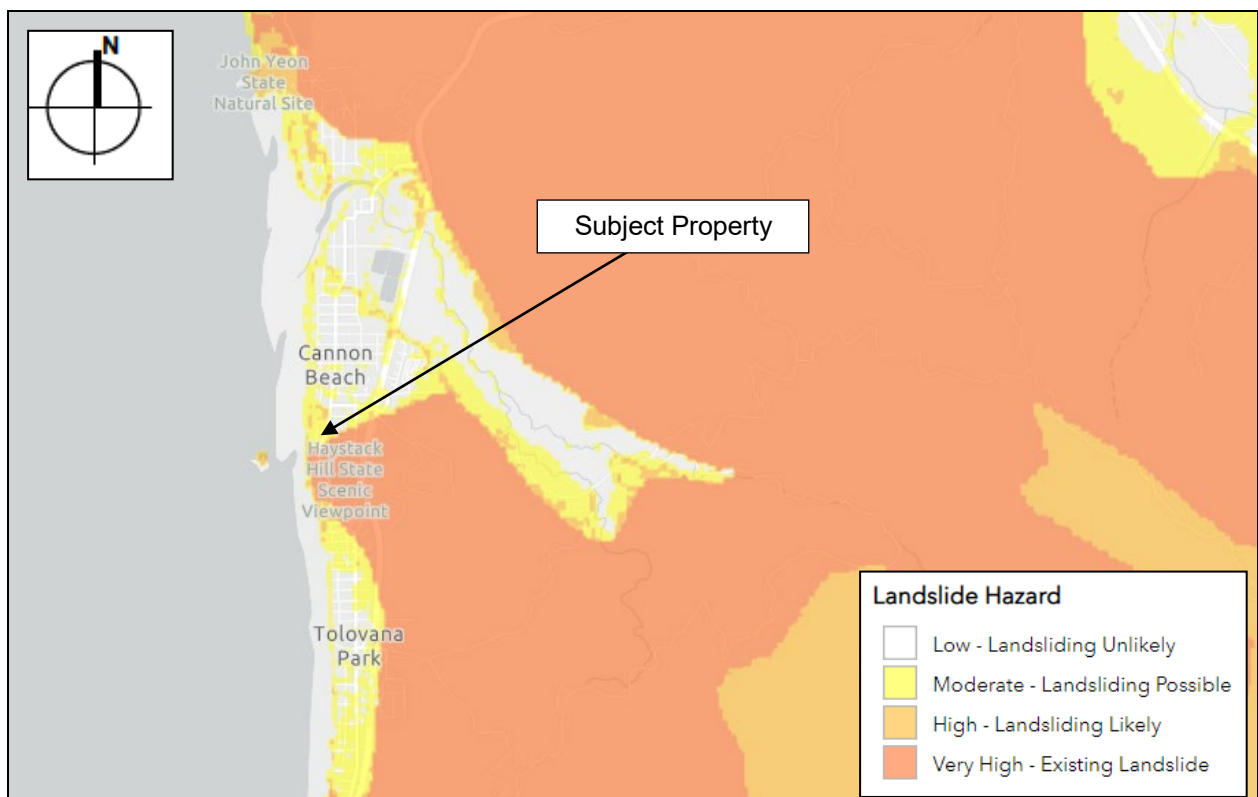 N
John Yeon
State
Natural Site
Subject Property
Cannon
Beach
Haystack
Hill State
Scenic
Viewpoint
Tolovana
Park
Landslide Hazard
Low - Landsliding Unlikely
Moderate - Landsliding Possible
High - Landsliding Likely
Very High - Existing Landslide